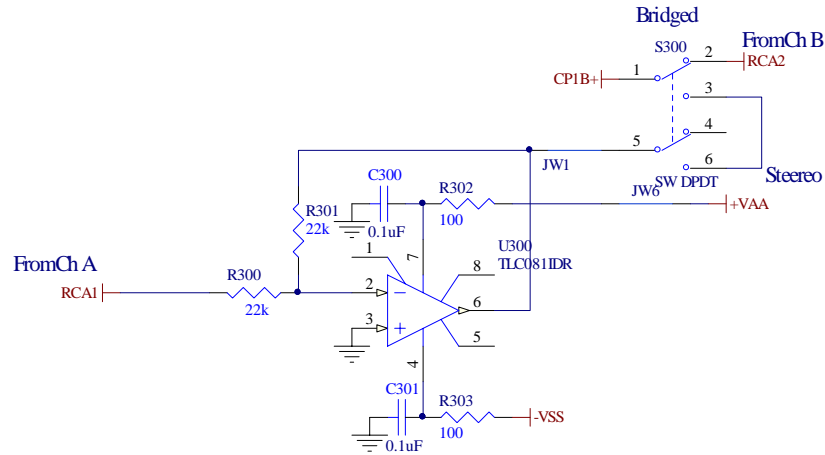 Bridged
S300
FromCh B
2
RCA2
1
CP1B+
3
4
5
JW1
6
SW DPDT
Steereo
JW6
+VAA
C300
0.1uF
R302
100
R301
22k
1
7
U300
TLC081IDR
8
FromCh A
RCA1
R300
22k
2
−
6
3
+
5
4
C301
0.1uF
R303
100
-VSS